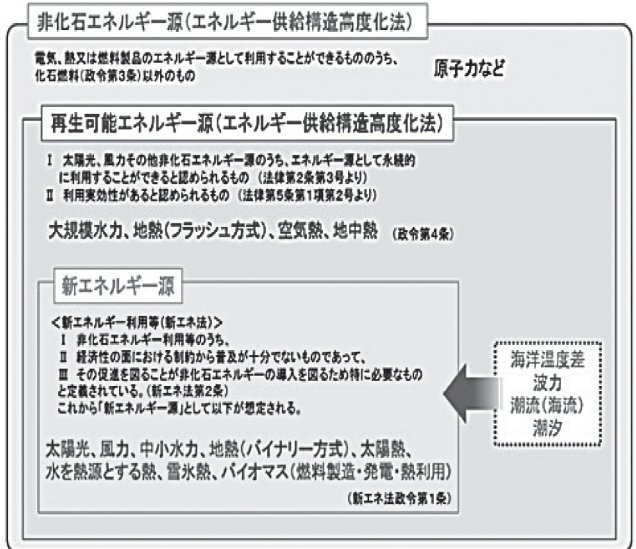 非化石エネルギー源（エネルギー供給構造高度化法）
電気、熱又は燃料製品のエネルギー源として利用することができるもののうち、
化石燃料（政令第3条）以外のもの
原子力など
再生可能エネルギー源（エネルギー供給構造高度化法）
Ⅰ 太陽光、風力その他非化石エネルギー源のうち、エネルギー源として永続的
に利用することができると認められるもの （法律第2条第3号より）
Ⅱ 利用実効性があると認められるもの （法律第5条第1項第2号より）
大規模水力、地熱（フラッシュ方式）、空気熱、地中熱 （政令第4条）
新エネルギー源
＜新エネルギー利用等（新エネ法）＞
Ⅰ 非化石エネルギー利用等のうち、
Ⅱ 経済性の面における制約から普及が十分でないものであって、
Ⅲ その促進を図ることが非化石エネルギーの導入を図るため特に必要なもの
と定義されている。（新エネ法第2条）
これから「新エネルギー源」として以下が想定される。
太陽光、風力、中小水力、地熱（バイナリー方式）、太陽熱、
水を熱源とする熱、雪氷熱、バイオマス（燃料製造・発電・熱利用）
（新エネ法政令第1条）
海洋温度差
波力
潮流（海流）
潮汐